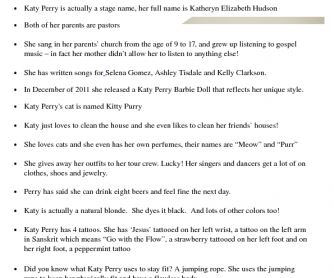 • Katy Perry is actually a stage name, her full name is Katheryn Elizabeth Hudson
• Both of her parents are pastors
• She sang in her parents' church from the age of 9 to 17, and grew up listening to gospel
music – in fact her mother didn't allow her to listen to anything else!
• She has written songs for Selena Gomez, Ashley Tisdale and Kelly Clarkson.
• In December of 2011 she released a Katy Perry Barbie Doll that reflects her unique style.
• Katy Perry's cat is named Kitty Purry
• Katy just loves to clean the house and she even likes to clean her friends' houses!
• She loves cats and she even has her own perfumes, their names are "Meow" and "Purr"
• She gives away her outfits to her tour crew. Lucky! Her singers and dancers get a lot of on
clothes, shoes and jewelry.
• Perry has said she can drink eight beers and feel fine the next day.
• Katy is actually a natural blonde. She dyes it black. And lots of other colors too!
• Katy Perry has 4 tattoos. She has 'Jesus' tattooed on her left wrist, a tattoo on the left arm
in Sanskrit which means "Go with the Flow", a strawberry tattooed on her left foot and on
her right foot, a peppermint tattoo
• Did you know what Katy Perry uses to stay fit? A jumping rope. She uses the jumping